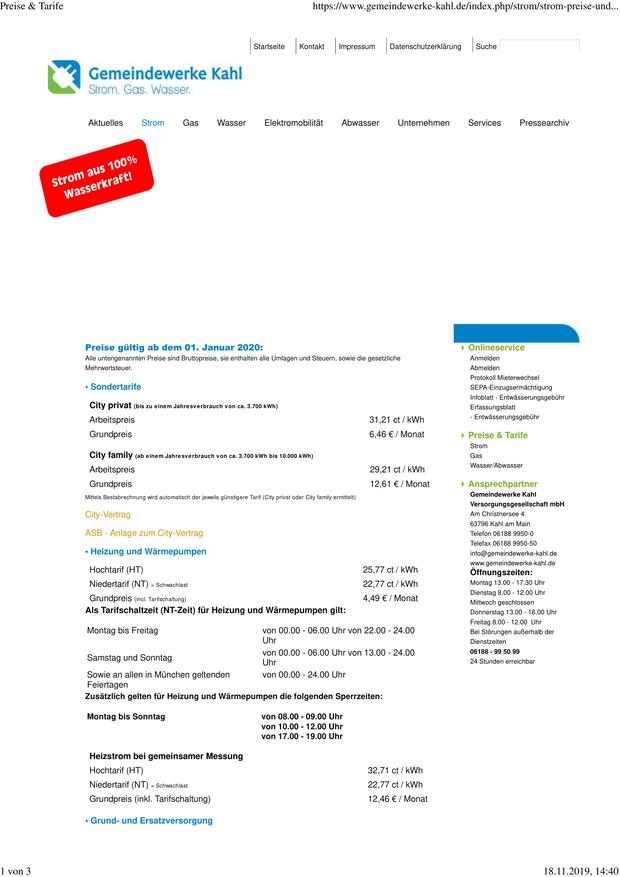 Preise & Tarife https://www.gemeindewerke-kahl.de/index.php/strom/strom-preise-und...
Startseite Kontakt Impressum Datenschutzerklärung Suche
Gemeindewerke Kahl
Strom. Gas. Wasser.
Aktuelles Strom Gas Wasser Elektromobilität Abwasser Unternehmen Services Pressearchiv
Strom aus 100%
Wasserkraft!
Preise gültig ab dem 01. Januar 2020:
Alle untengenannten Preise sind Bruttopreise, sie enthalten alle Umlagen und Steuern, sowie die gesetzliche
Mehrwertsteuer.
• Sondertarife
City privat (bis zu einem Jahresverbrauch von ca. 3.700 kWh)
Arbeitspreis 31,21 ct / kWh
Grundpreis 6,46 € / Monat
City family (ab einem Jahresverbrauch von ca. 3.700 kWh bis 10.000 kWh)
Arbeitspreis 29,21 ct / kWh
Grundpreis 12,61 € / Monat
Mittels Bestabrechnung wird automatisch der jeweils günstigere Tarif (City privat oder City family ermittelt)
City-Vertrag
ASB - Anlage zum City-Vertrag
• Heizung und Wärmepumpen
Hochtarif (HT) 25,77 ct / kWh
Niedertarif (NT) = Schwachlast 22,77 ct / kWh
Grundpreis (incl. Tarifschaltung) 4,49 € / Monat
Als Tarifschaltzeit (NT-Zeit) für Heizung und Wärmepumpen gilt:
Montag bis Freitag von 00.00 - 06.00 Uhr von 22.00 - 24.00
Uhr
Samstag und Sonntag von 00.00 - 06.00 Uhr von 13.00 - 24.00
Uhr
Sowie an allen in München geltenden von 00.00 - 24.00 Uhr
Feiertagen
Zusätzlich gelten für Heizung und Wärmepumpen die folgenden Sperrzeiten:
Montag bis Sonntag von 08.00 - 09.00 Uhr
von 10.00 - 12.00 Uhr
von 17.00 - 19.00 Uhr
Heizstrom bei gemeinsamer Messung
Hochtarif (HT) 32,71 ct / kWh
Niedertarif (NT) = Schwachlast 22,77 ct / kWh
Grundpreis (inkl. Tarifschaltung) 12,46 € / Monat
• Grund- und Ersatzversorgung
Onlineservice
Anmelden
Abmelden
Protokoll Mieterwechsel
SEPA-Einzugsermächtigung
Infoblatt - Entwässerungsgebühr
Erfassungsblatt
- Entwässerungsgebühr
Preise & Tarife
Strom
Gas
Wasser/Abwasser
Ansprechpartner
Gemeindewerke Kahl
Versorgungsgesellschaft mbH
Am Christnersee 4
63796 Kahl am Main
Telefon 06188 9950-0
Telefax 06188 9950-50
info@gemeindewerke-kahl.de
www.gemeindewerke-kahl.de
Öffnungszeiten:
Montag 13.00 - 17.30 Uhr
Dienstag 8.00 - 12.00 Uhr
Mittwoch geschlossen
Donnerstag 13.00 - 16.00 Uhr
Freitag 8.00 - 12.00 Uhr
Bei Störungen außerhalb der
Dienstzeiten
06188 - 99 50 99
24 Stunden erreichbar
1 von 3 18.11.2019, 14:40